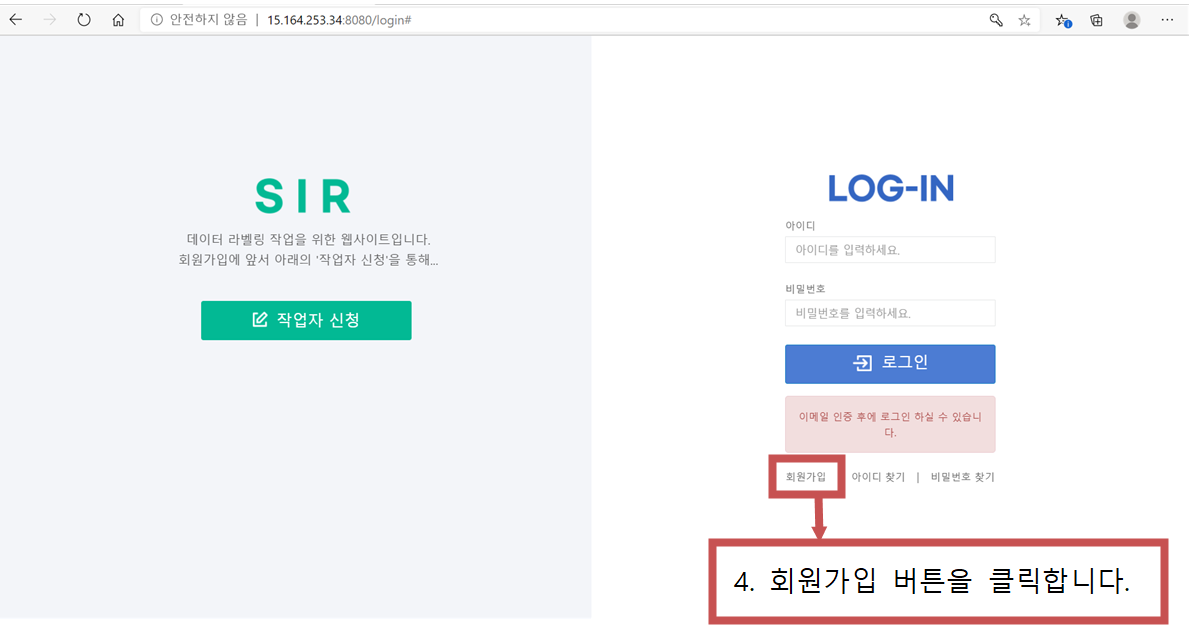 안전하지 않음 | 15.164.253.34:8080/login#
SIR
데이터 라벨링 작업을 위한 웹사이트입니다.
회원가입에 앞서 아래의 '작업자 신청'을 통해...
작업자 신청
LOG-IN
아이디
아이디를 입력하세요.
비밀번호
비밀번호를 입력하세요.
로그인
이메일 인증 후에 로그인 하실 수 있습니
다.
회원가입 아이디 찾기 | 비밀번호 찾기
4. 회원가입 버튼을 클릭합니다.